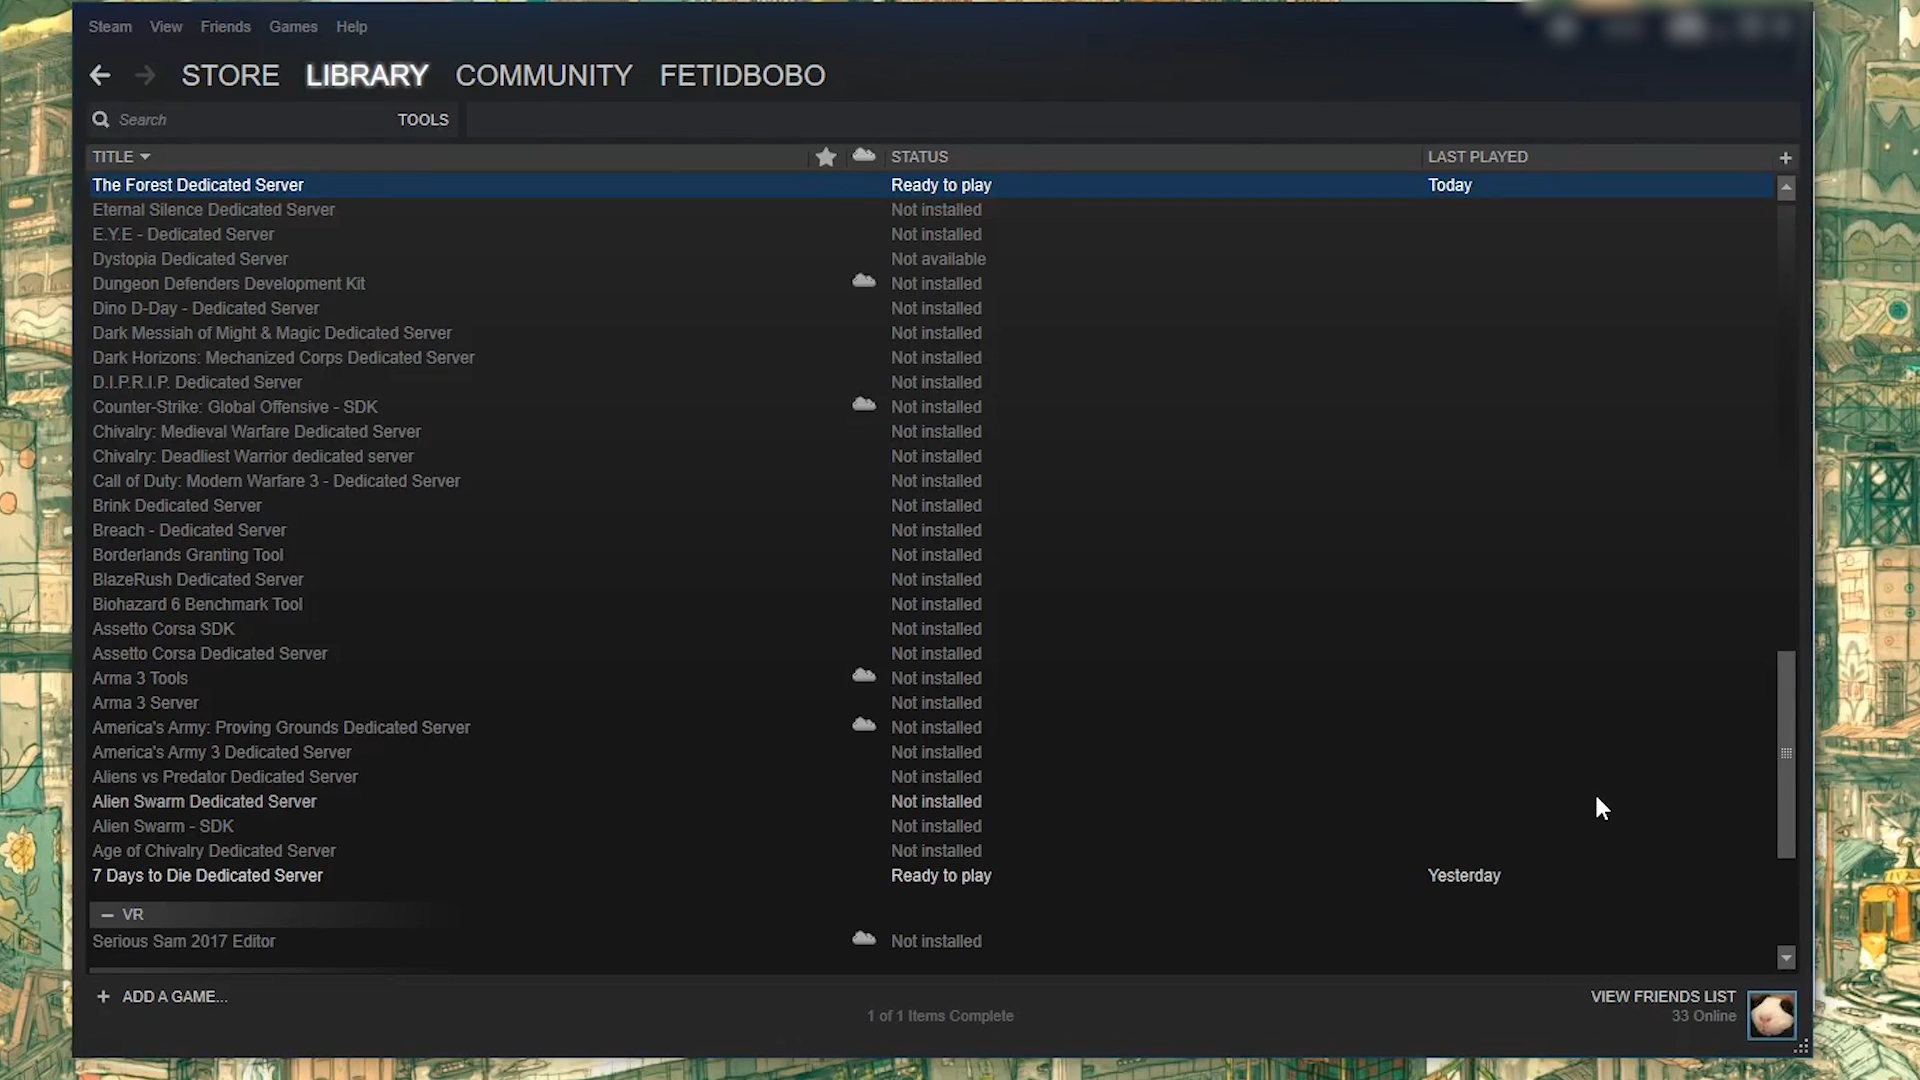 Steam View Friends Games Help
STORE LIBRARY COMMUNITY FETIDBOBO
Search TOOLS
TITLE STATUS LAST PLAYED
The Forest Dedicated Server Ready to play Today
Eternal Silence Dedicated Server Not installed
E.Y.E - Dedicated Server Not installed
Dystopia Dedicated Server Not available
Dungeon Defenders Development Kit Not installed
Dino D-Day - Dedicated Server Not installed
Dark Messiah of Might & Magic Dedicated Server Not installed
Dark Horizons: Mechanized Corps Dedicated Server Not installed
D.I.P.R.I.P. Dedicated Server Not installed
Counter-Strike: Global Offensive - SDK Not installed
Chivalry: Medieval Warfare Dedicated Server Not installed
Chivalry: Deadliest Warrior dedicated server Not installed
Call of Duty: Modern Warfare 3 - Dedicated Server Not installed
Brink Dedicated Server Not installed
Breach - Dedicated Server Not installed
Borderlands Granting Tool Not installed
BlazeRush Dedicated Server Not installed
Biohazard 6 Benchmark Tool Not installed
Assetto Corsa SDK Not installed
Assetto Corsa Dedicated Server Not installed
Arma 3 Tools Not installed
Arma 3 Server Not installed
America's Army: Proving Grounds Dedicated Server Not installed
America's Army 3 Dedicated Server Not installed
Aliens vs Predator Dedicated Server Not installed
Alien Swarm Dedicated Server Not installed
Alien Swarm - SDK Not installed
Age of Chivalry Dedicated Server Not installed
7 Days to Die Dedicated Server Ready to play Yesterday
— VR
Serious Sam 2017 Editor Not installed
+ ADD A GAME... VIEW FRIENDS LIST
1 of 1 Items Complete 33 Online